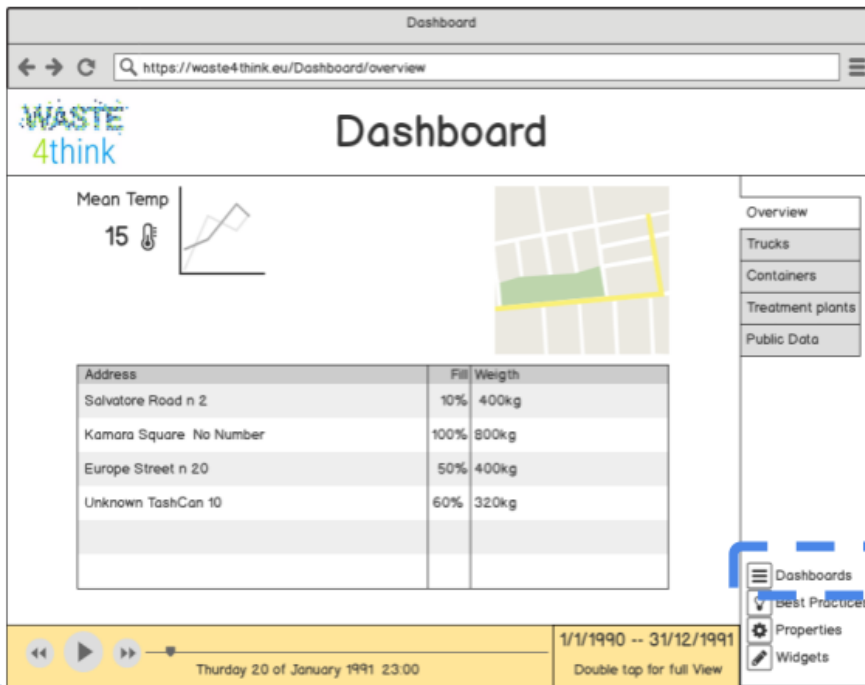 Dashboard
https://waste4think.eu/Dashboard/overview
WASTE
4think
Dashboard
Mean Temp
15
Overview
Trucks
Containers
Treatment plants
Public Data
Address Fill Weigth
Salvatore Road n 2 10% 400kg
Kamara Square No Number 100% 800kg
Europe Street n 20 50% 400kg
Unknown TashCan 10 60% 320kg
Dashboards
Best Practices
Properties
Widgets
1/1/1990 -- 31/12/1991
Thurday 20 of January 1991 23:00
Double tap for full View